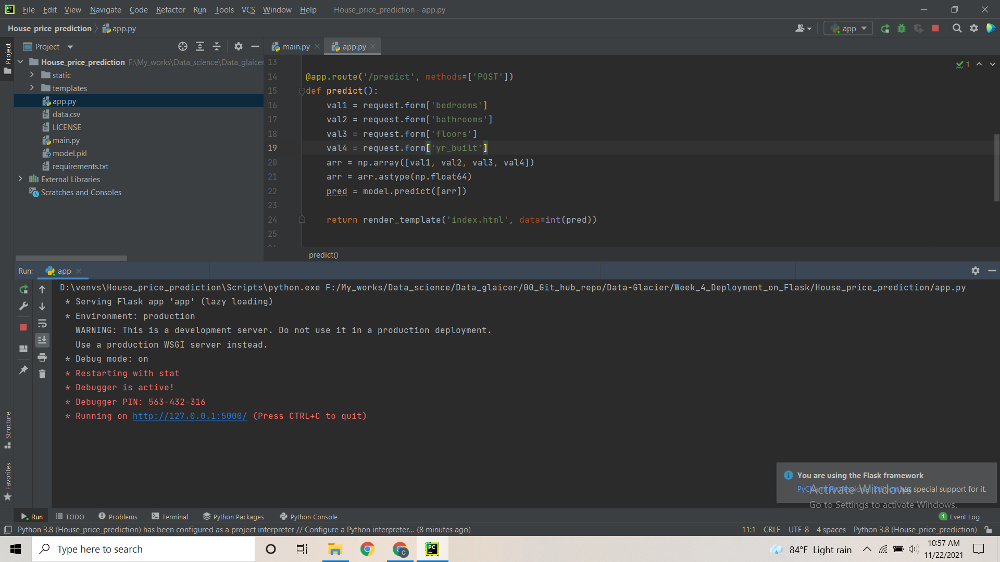 File Edit View Navigate Code Refactor Run Tools VCS Window Help House_price_prediction - app.py
House_price_prediction app.py
app
Project
Project
main.py
app.py
House_price_prediction F:\My_works\Data_science\Data_glaicer
static
templates
app.py
data.csv
LICENSE
main.py
model.pkl
requirements.txt
External Libraries
Scratches and Consoles
13
14 @app.route('/predict', methods=['POST'])
15 def predict():
16 val1 = request.form['bedrooms']
17 val2 = request.form['bathrooms']
18 val3 = request.form['floors']
19 val4 = request.form['yr_built']
20 arr = np.array([val1, val2, val3, val4])
21 arr = arr.astype(np.float64)
22 pred = model.predict([arr])
23
24 return render_template('index.html', data=int(pred))
25
1
predict()
Run: app
D:\venvs\House_price_prediction\Scripts\python.exe F:/My_works/Data_science/Data_glaicer/00_Git_hub_repo/Data-Glacier/Week_4_Deployment_on_Flask/House_price_prediction/app.py
* Serving Flask app 'app' (lazy loading)
* Environment: production
WARNING: This is a development server. Do not use it in a production deployment.
Use a production WSGI server instead.
* Debug mode: on
* Restarting with stat
* Debugger is active!
* Debugger PIN: 563-432-316
* Running on http://127.0.0.1:5000/ (Press CTRL+C to quit)
Structure
Favorites
You are using the Flask framework
PyCharm Professional Edition has special support for it.
Activate Windows
Go to Settings to activate Windows.
Run TODO Problems Terminal Python Packages Python Console 1 Event Log
Python 3.8 (House_price_prediction) has been configured as a project interpreter // Configure a Python interpreter... (8 minutes ago) 11:1 CRLF UTF-8 4 spaces Python 3.8 (House_price_prediction)
Type here to search
84°F Light rain
10:57 AM
11/22/2021